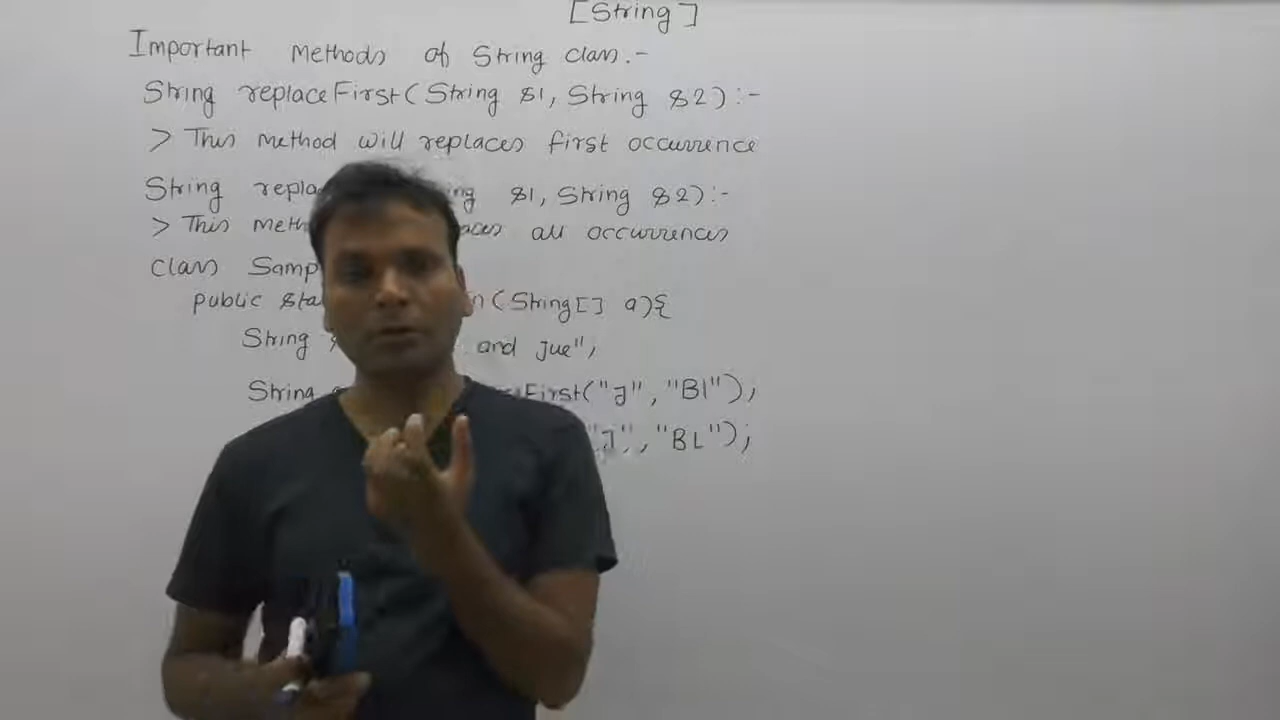 [String]
Important Methods of String class.-
String replaceFirst(String s1, String s2):-
> This method will replaces first occurrence
String repla ing s1, String s2):-
> This meth aces all occurrences
class Samp
public sta n(String[] a){
String and Jue",
String First("J","Bl");
"J","BL");